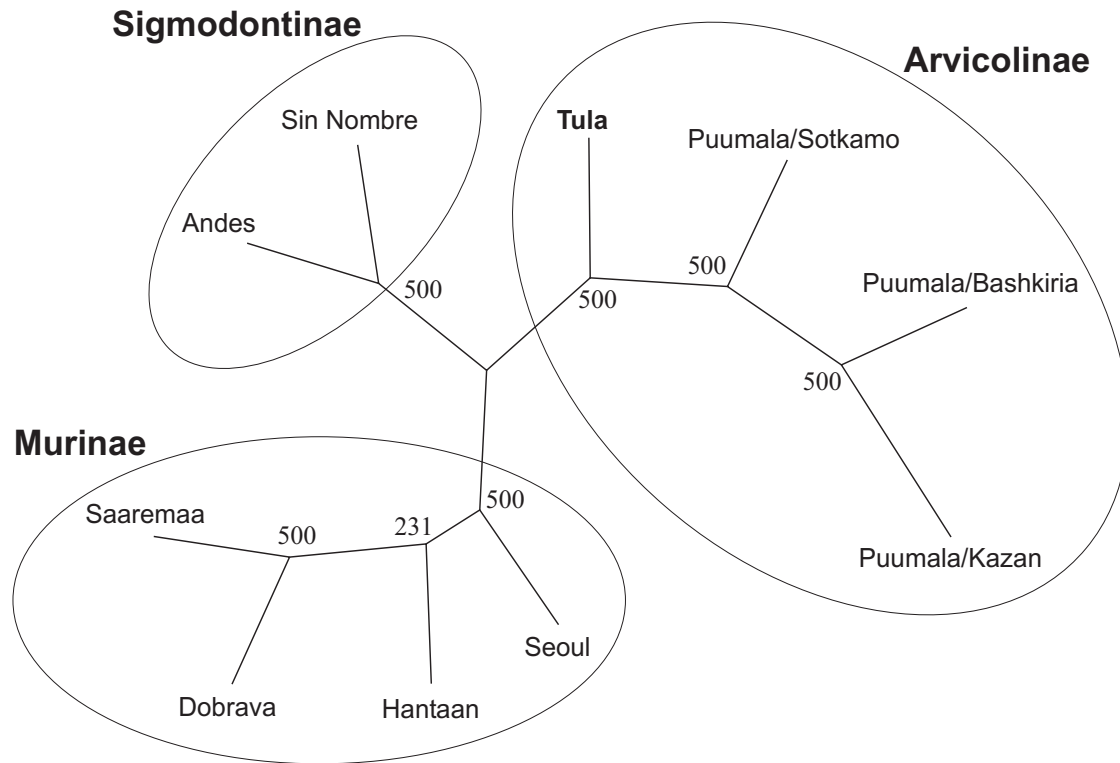 Sigmodontinae
Arvicolinae
Sin Nombre
Tula
Puumala/Sotkamo
Andes
500
500
500
Puumala/Bashkiria
500
Murinae
Saaremaa
500
231
500
Puumala/Kazan
Seoul
Dobrava
Hantaan